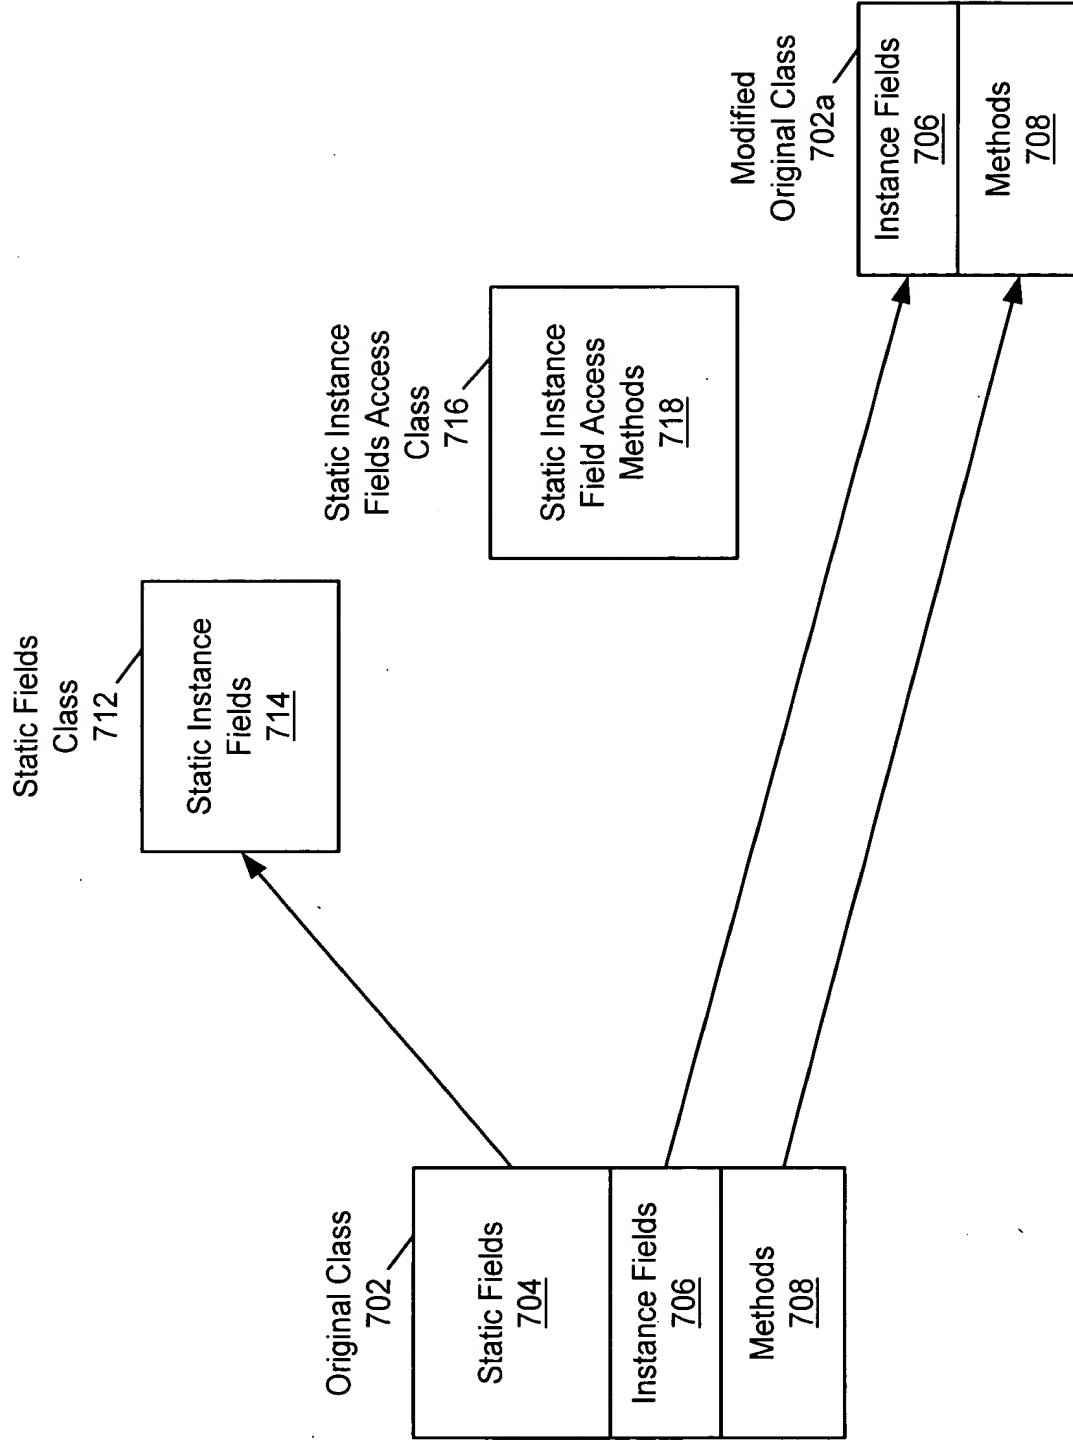 Original Class
702
Static Fields
704
Instance Fields
706
Methods
708
Static Fields
Class
712
Static Instance
Fields
714
Static Instance
Fields Access
Class
716
Static Instance
Field Access
Methods
718
Modified
Original Class
702a
Instance Fields
706
Methods
708